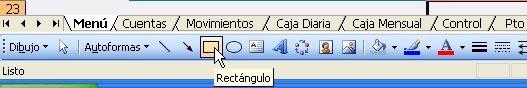 23
Menú / Cuentas / Movimientos / Caja Diaria / Caja Mensual / Control / Pto
Dibujo Autoformas A A
Rectángulo
Listo